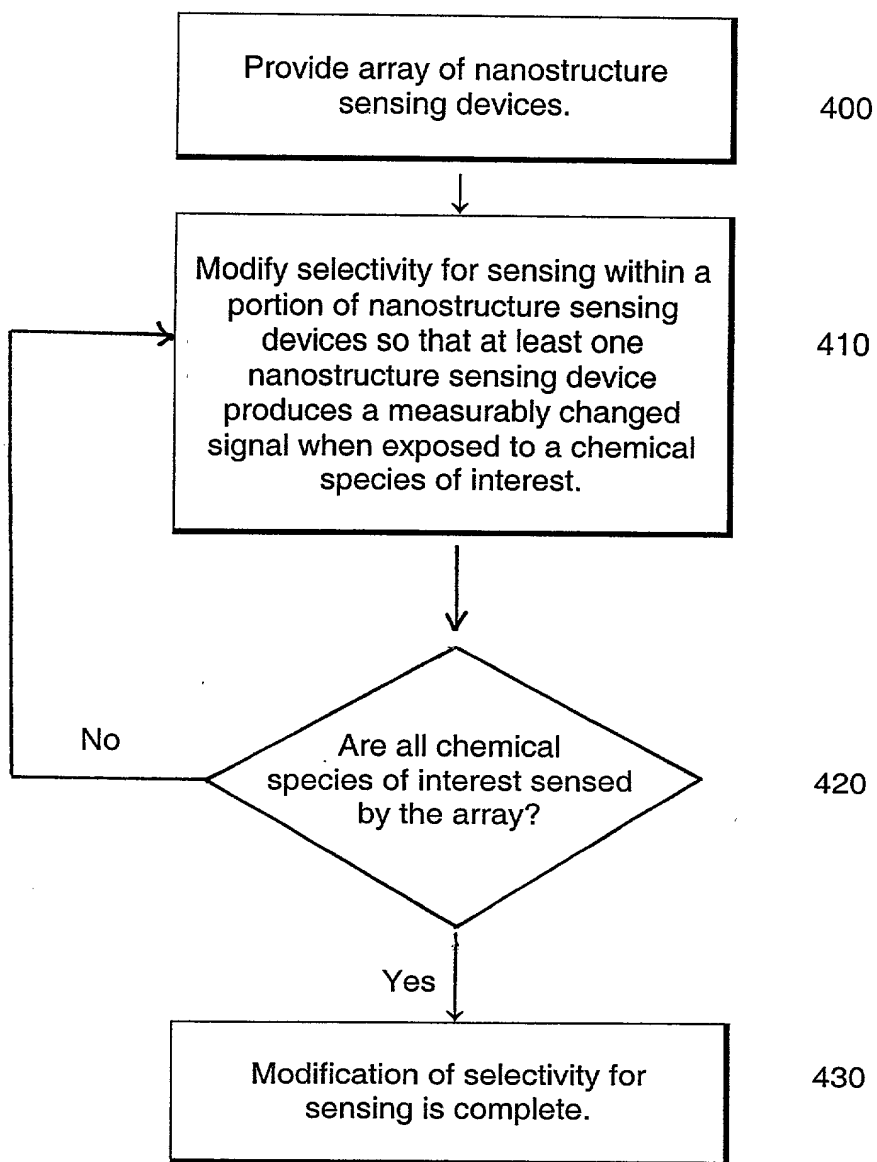 Provide array of nanostructure
sensing devices.
400
Modify selectivity for sensing within a
portion of nanostructure sensing
devices so that at least one
nanostructure sensing device
produces a measurably changed
signal when exposed to a chemical
species of interest.
410
No
Are all chemical
species of interest sensed
by the array?
420
Yes
Modification of selectivity for
sensing is complete.
430